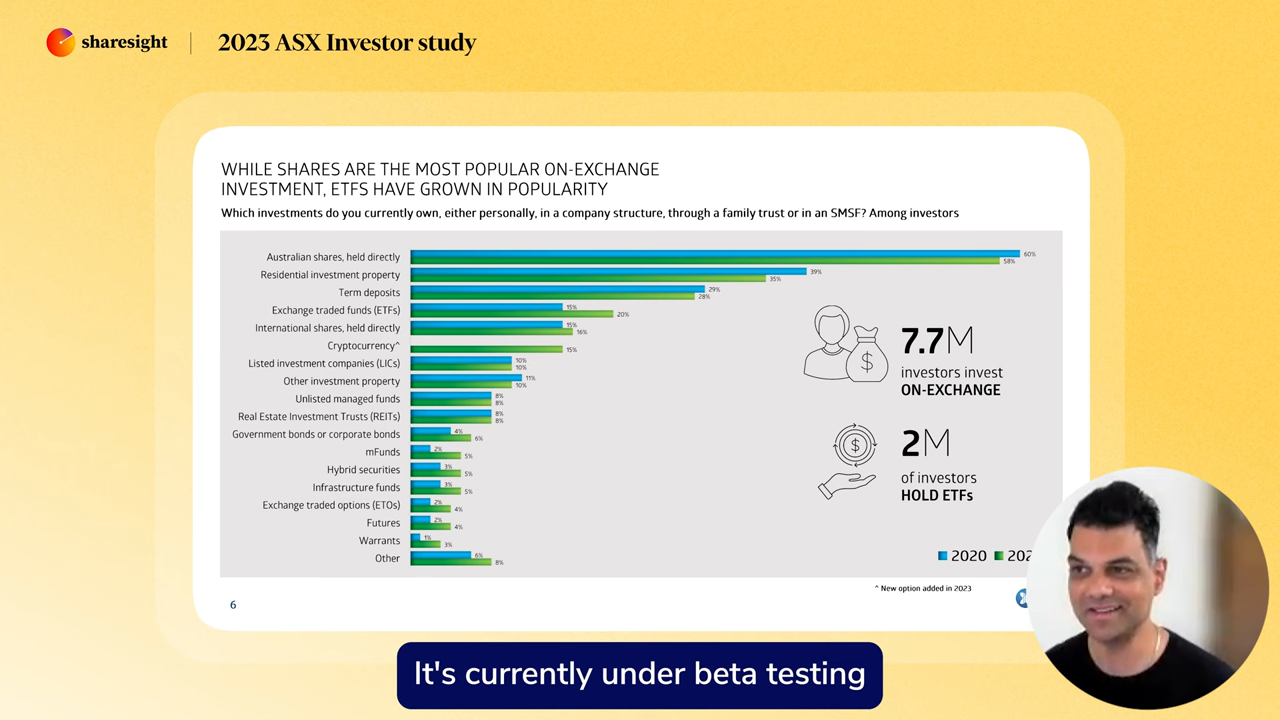 sharesight
2023 ASX Investor study
WHILE SHARES ARE THE MOST POPULAR ON-EXCHANGE
INVESTMENT, ETFS HAVE GROWN IN POPULARITY
Which investments do you currently own, either personally, in a company structure, through a family trust or in an SMSF? Among investors
Australian shares, held directly
60%
58%
Residential investment property
39%
35%
Term deposits
29%
28%
Exchange traded funds (ETFs)
15%
20%
International shares, held directly
15%
16%
Cryptocurrency^
15%
Listed investment companies (LICs)
10%
10%
Other investment property
11%
10%
Unlisted managed funds
8%
8%
Real Estate Investment Trusts (REITs)
8%
8%
Government bonds or corporate bonds
4%
6%
mFunds
2%
5%
Hybrid securities
3%
5%
Infrastructure funds
3%
5%
Exchange traded options (ETOs)
2%
4%
Futures
2%
4%
Warrants
1%
3%
Other
6%
8%
$
7.7M
investors invest
ON-EXCHANGE
$
2M
of investors
HOLD ETFs
2020 202
^ New option added in 2023
6
It's currently under beta testing